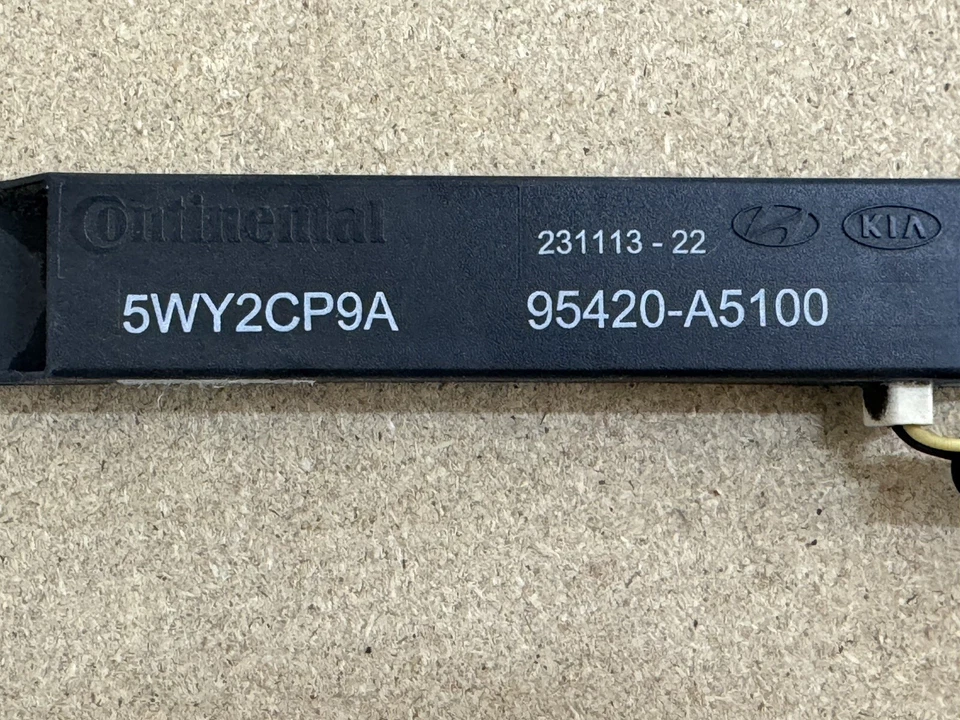 Continental
231113 - 22
KIA
5WY2CP9A
95420-A5100